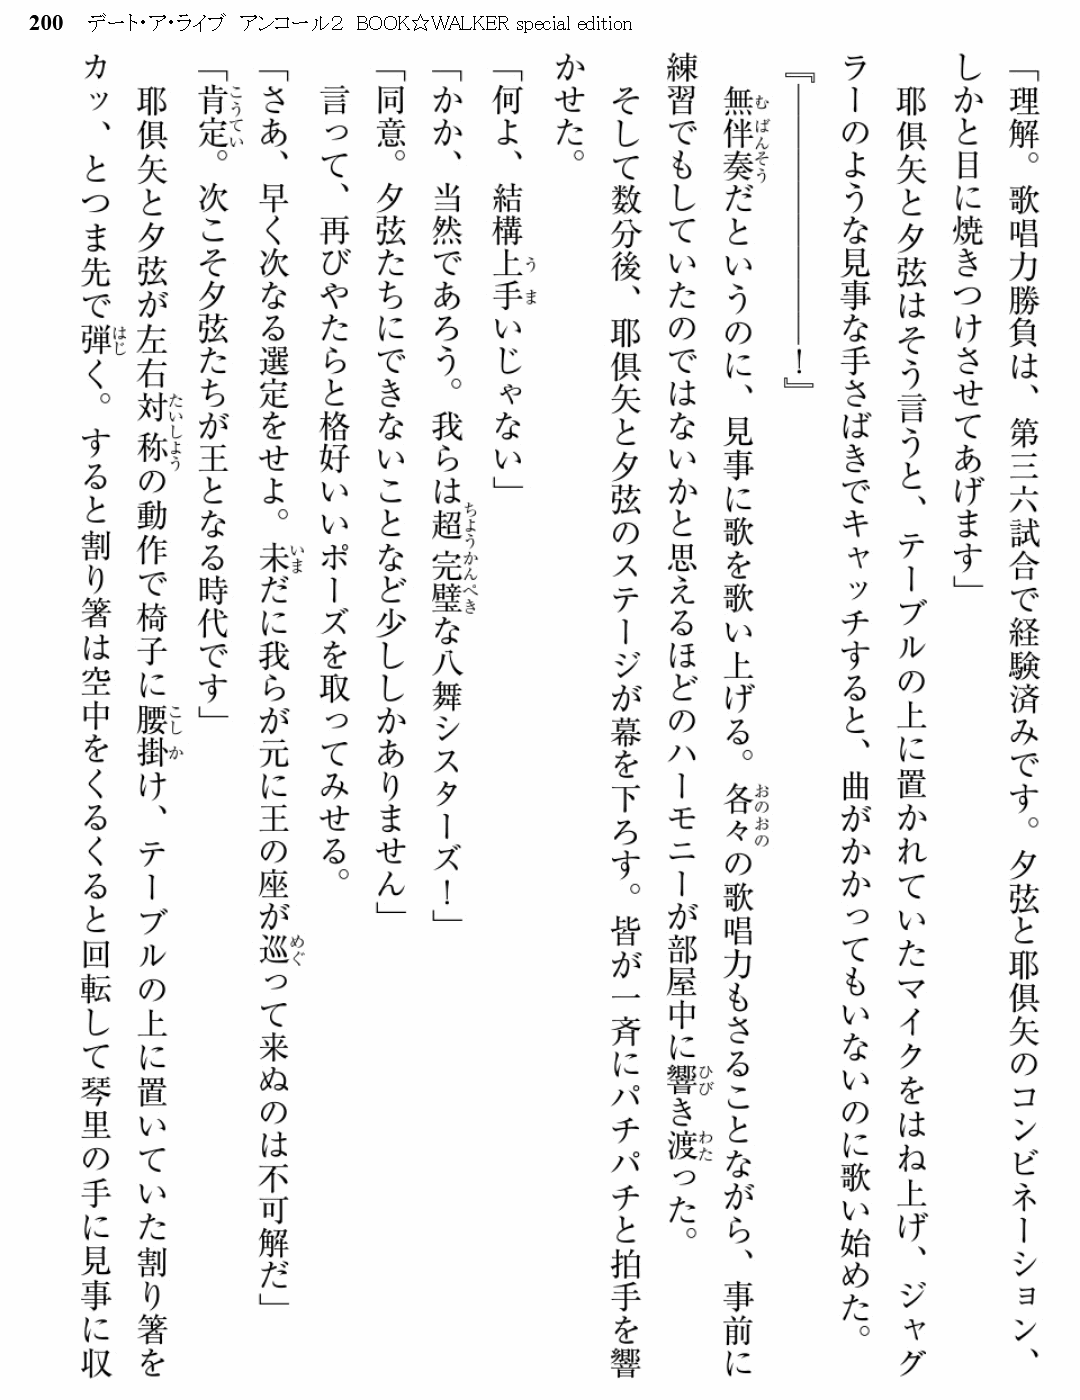 200 デート・ア・ライブ アンコール2 BOOK☆WALKER special edition
「理解。歌唱力勝負は、第三六試合で経験済みです。夕弦と耶倶矢のコンビネーション、
しかと目に焼きつけさせてあげます」
耶倶矢と夕弦はそう言うと、テーブルの上に置かれていたマイクをはね上げ、ジャグ
ラーのような見事な手さばきでキャッチすると、曲がかかってもいないのに歌い始めた。
『――――――――！』
無伴奏だというのに、見事に歌を歌い上げる。各々の歌唱力もさることながら、事前に
練習でもしていたのではないかと思えるほどのハーモニーが部屋中に響き渡った。
そして数分後、耶倶矢と夕弦のステージが幕を下ろす。皆が一斉にパチパチと拍手を響
かせた。
「何よ、結構上手いじゃない」
「かか、当然であろう。我らは超完璧な八舞シスターズ！」
「同意。夕弦たちにできないことなど少ししかありません」
言って、再びやたらと格好いいポーズを取ってみせる。
「さあ、早く次なる選定をせよ。未だに我らが元に王の座が巡って来ぬのは不可解だ」
「肯定。次こそ夕弦たちが王となる時代です」
耶倶矢と夕弦が左右対称の動作で椅子に腰掛け、テーブルの上に置いていた割り箸を
カッ、とつま先で弾く。すると割り箸は空中をくるくると回転して琴里の手に見事に収